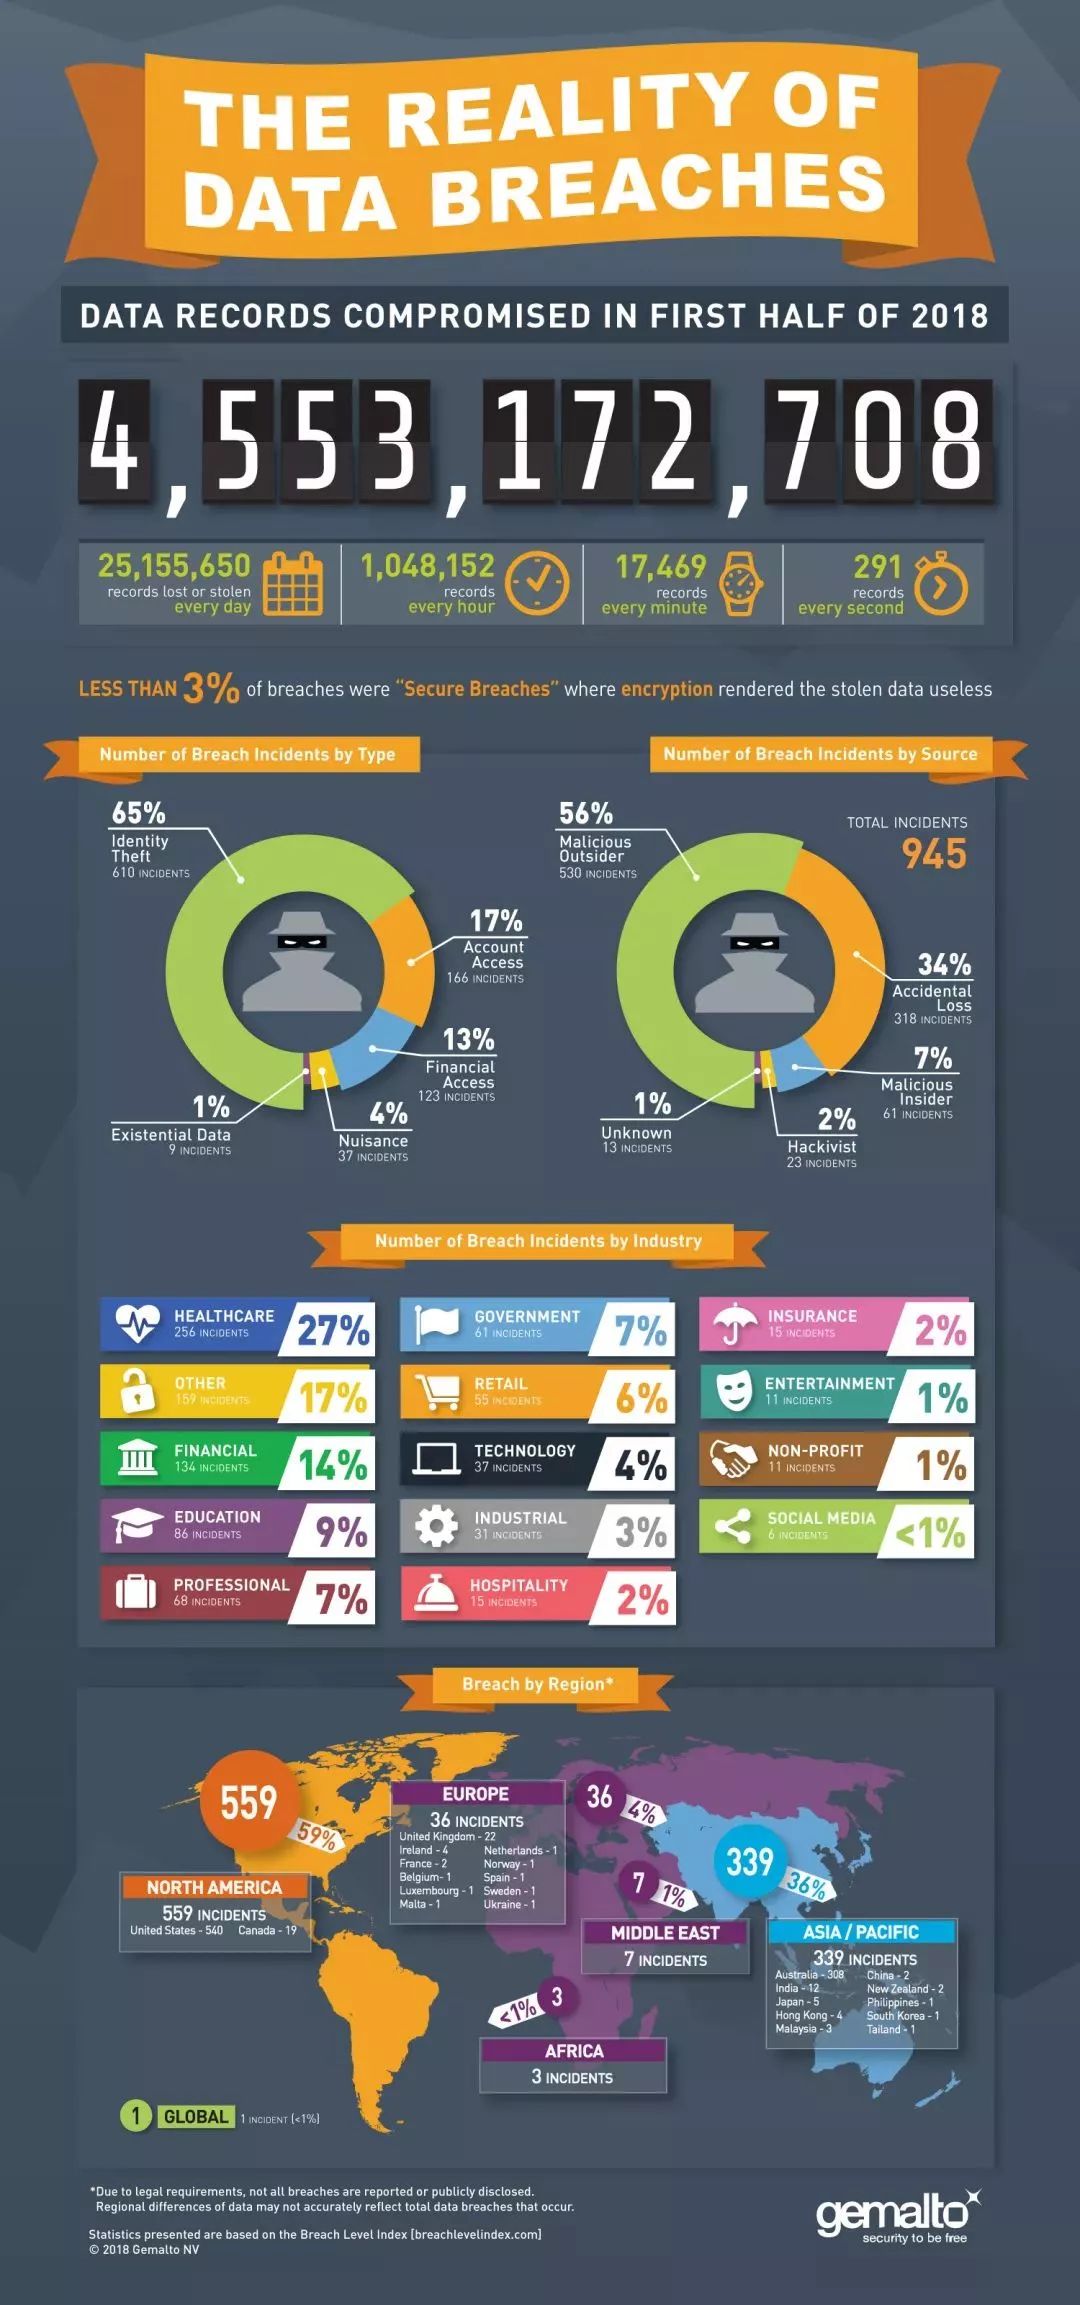 THE REALITY OF
DATA BREACHES
DATA RECORDS COMPROMISED IN FIRST HALF OF 2018
4,553,172,708
25,155,650
records lost or stolen
every day
1,048,152
records
every hour
17,469
records
every minute
291
records
every second
LESS THAN 3% of breaches were “Secure Breaches” where encryption rendered the stolen data useless
Number of Breach Incidents by Type
65%
Identity
Theft
610 INCIDENTS
17%
Account
Access
166 INCIDENTS
13%
Financial
Access
123 INCIDENTS
4%
Nuisance
37 INCIDENTS
1%
Existential Data
9 INCIDENTS
Number of Breach Incidents by Source
TOTAL INCIDENTS
945
56%
Malicious
Outsider
530 INCIDENTS
34%
Accidental
Loss
318 INCIDENTS
7%
Malicious
Insider
61 INCIDENTS
2%
Hackivist
23 INCIDENTS
1%
Unknown
13 INCIDENTS
Number of Breach Incidents by Industry
HEALTHCARE
256 INCIDENTS
27%
OTHER
159 INCIDENTS
17%
FINANCIAL
134 INCIDENTS
14%
EDUCATION
86 INCIDENTS
9%
PROFESSIONAL
68 INCIDENTS
7%
GOVERNMENT
61 INCIDENTS
7%
RETAIL
55 INCIDENTS
6%
TECHNOLOGY
37 INCIDENTS
4%
INDUSTRIAL
31 INCIDENTS
3%
HOSPITALITY
15 INCIDENTS
2%
INSURANCE
15 INCIDENTS
2%
ENTERTAINMENT
11 INCIDENTS
1%
NON-PROFIT
11 INCIDENTS
1%
SOCIAL MEDIA
6 INCIDENTS
<1%
Breach by Region*
559
59%
NORTH AMERICA
559 INCIDENTS
United States - 540 Canada - 19
EUROPE
36 INCIDENTS
United Kingdom - 22
Ireland - 4 Netherlands - 1
France - 2 Norway - 1
Belgium- 1 Spain - 1
Luxembourg - 1 Sweden - 1
Malta - 1 Ukraine - 1
36
4%
7
1%
MIDDLE EAST
7 INCIDENTS
339
36%
ASIA / PACIFIC
339 INCIDENTS
Australia - 308 China - 2
India - 12 New Zealand - 2
Japan - 5 Philippines - 1
Hong Kong - 4 South Korea - 1
Malaysia - 3 Tailand - 1
<1%
3
AFRICA
3 INCIDENTS
1
GLOBAL
1 INCIDENT (<1%)
*Due to legal requirements, not all breaches are reported or publicly disclosed.
Regional differences of data may not accurately reflect total data breaches that occur.
Statistics presented are based on the Breach Level Index [breachlevelindex.com]
© 2018 Gemalto NV
gemalto
security to be free